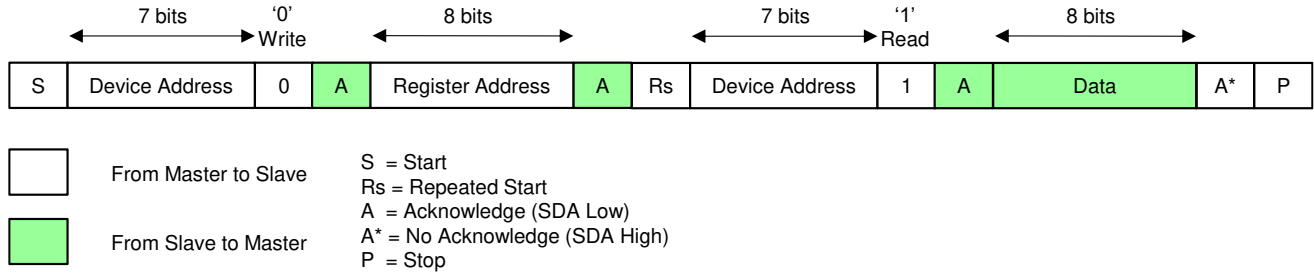 7 bits ‘0’ 8 bits 7 bits ‘1’ 8 bits
Write Read
S Device Address 0 A Register Address A Rs Device Address 1 A Data A* P
From Master to Slave
From Slave to Master
S = Start
Rs = Repeated Start
A = Acknowledge (SDA Low)
A* = No Acknowledge (SDA High)
P = Stop